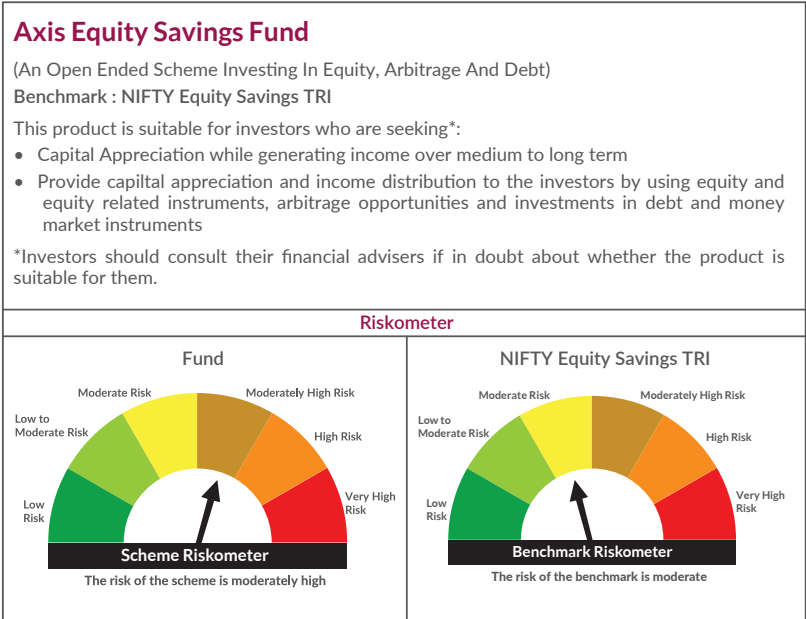 Axis Equity Savings Fund
(An Open Ended Scheme Investing In Equity, Arbitrage And Debt)
Benchmark : NIFTY Equity Savings TRI
This product is suitable for investors who are seeking*:
• Capital Appreciation while generating income over medium to long term
• Provide capiltal appreciation and income distribution to the investors by using equity and
equity related instruments, arbitrage opportunities and investments in debt and money
market instruments
*Investors should consult their financial advisers if in doubt about whether the product is
suitable for them.
Riskometer
Fund
Moderate Risk
Moderately High Risk
Low to
Moderate Risk
High Risk
Low
Risk
Very High
Risk
Scheme Riskometer
The risk of the scheme is moderately high
NIFTY Equity Savings TRI
Moderate Risk
Moderately High Risk
Low to
Moderate Risk
High Risk
Low
Risk
Very High
Risk
Benchmark Riskometer
The risk of the benchmark is moderate